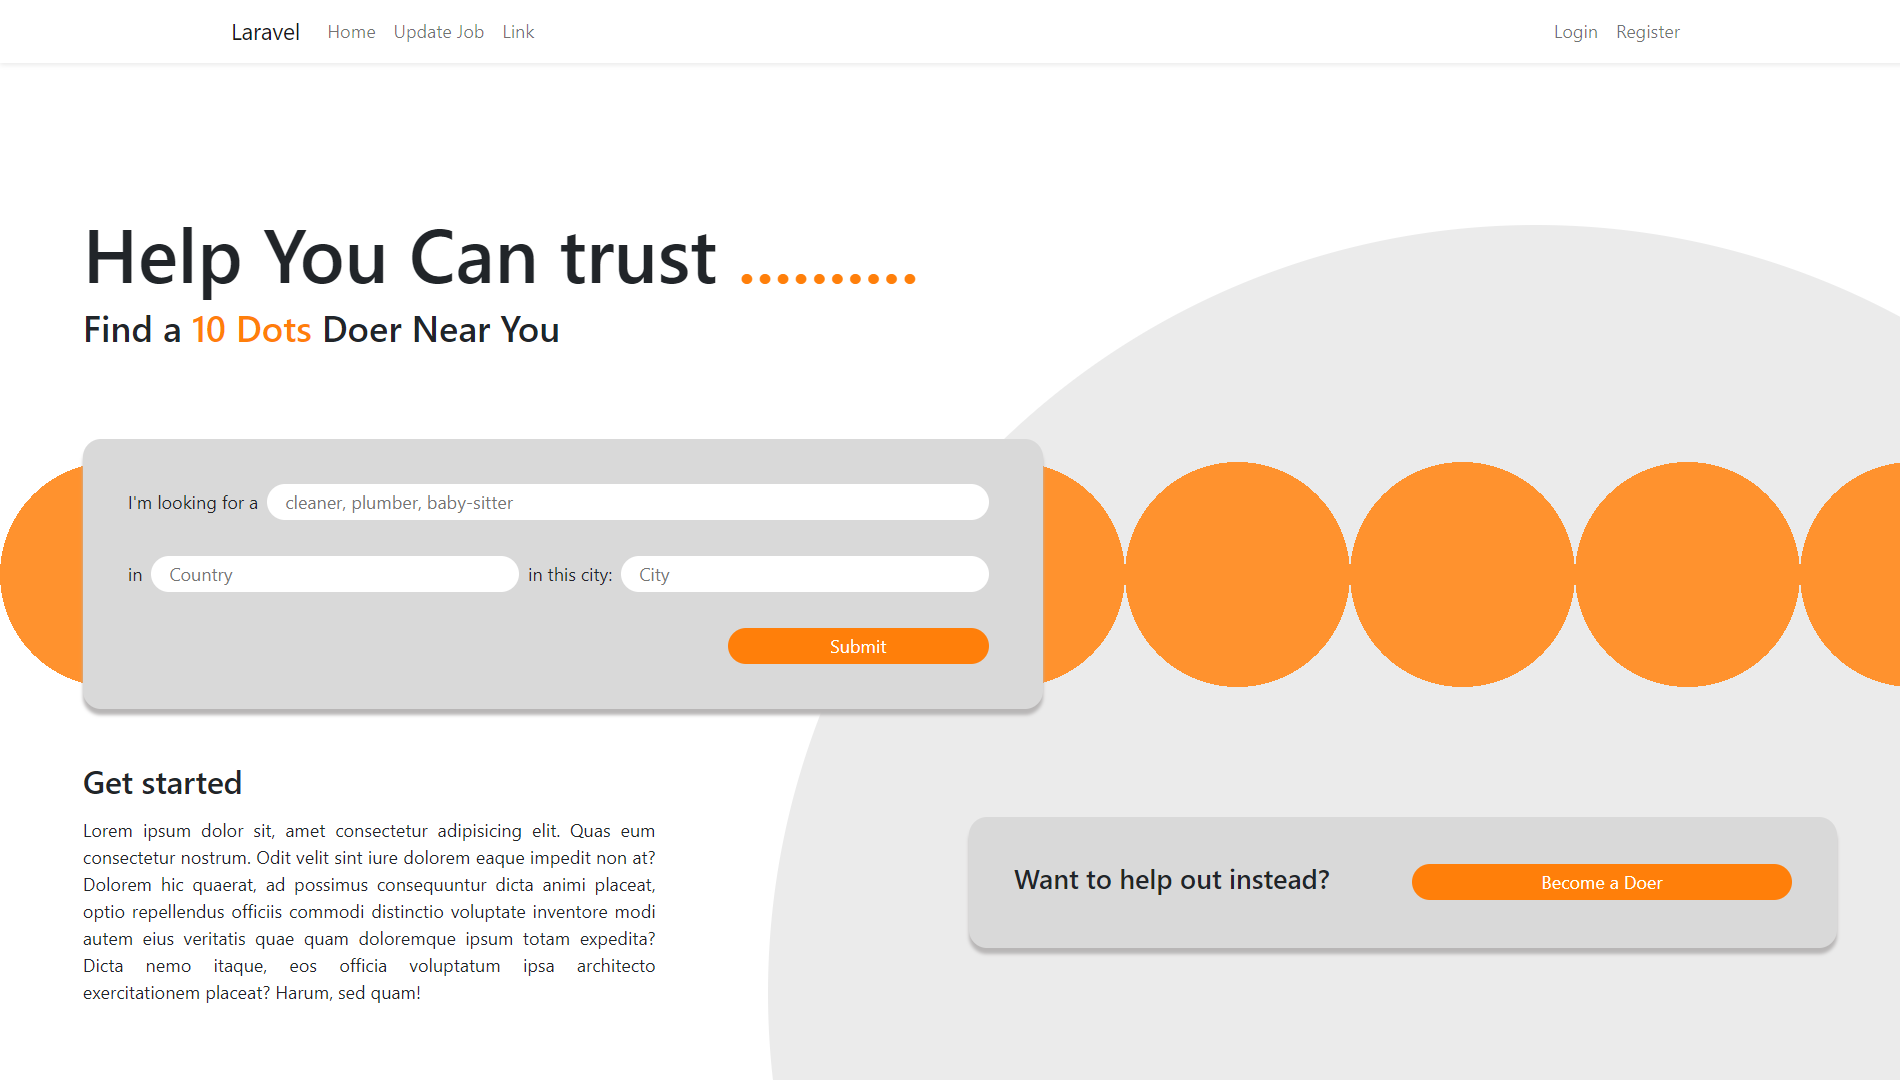 Laravel Home Update Job Link Login Register
Help You Can trust ..........
Find a 10 Dots Doer Near You
I'm looking for a cleaner, plumber, baby-sitter
in Country in this city: City
Submit
Get started
Lorem ipsum dolor sit, amet consectetur adipisicing elit. Quas eum
consectetur nostrum. Odit velit sint iure dolorem eaque impedit non at?
Dolorem hic quaerat, ad possimus consequuntur dicta animi placeat,
optio repellendus officiis commodi distinctio voluptate inventore modi
autem eius veritatis quae quam doloremque ipsum totam expedita?
Dicta nemo itaque, eos officia voluptatum ipsa architecto
exercitationem placeat? Harum, sed quam!
Want to help out instead? Become a Doer